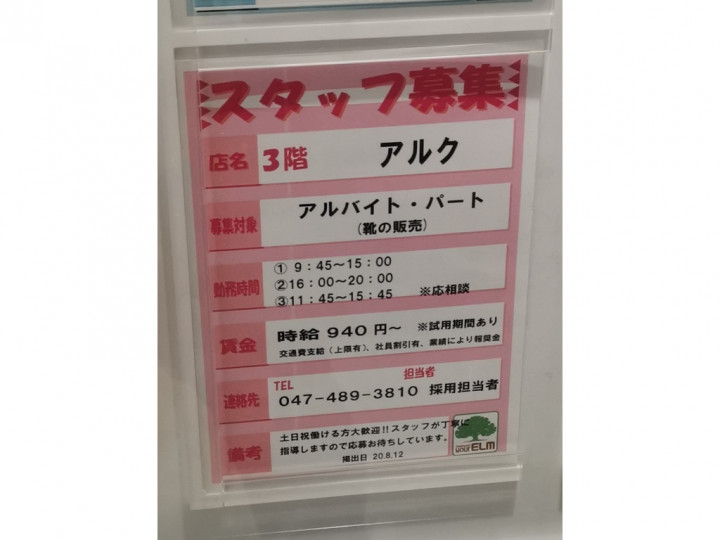 スタッフ募集
店名 3階 アルク
募集対象 アルバイト・パート
(靴の販売)
勤務時間 ① 9:45～15:00
②16:00～20:00
③11:45～15:45 ※応相談
賃金 時給 940 円～ ※試用期間あり
交通費支給（上限有）、社員割引有、業績により報奨金
TEL 担当者
連絡先 047-489-3810 採用担当者
備考 土日祝働ける方大歓迎!!スタッフが丁寧に
指導しますので応募お待ちしています。
掲出日 20.8.12
ELM